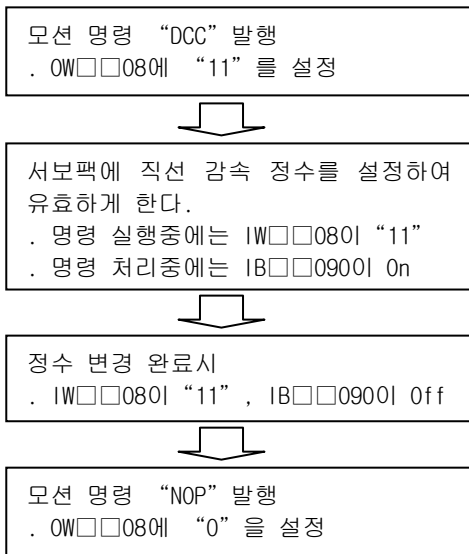 모션 명령 “DCC” 발행
. OW□□08에 “11”를 설정
서보팩에 직선 감속 정수를 설정하여
유효하게 한다.
. 명령 실행중에는 IW□□08이 “11”
. 명령 처리중에는 IB□□090이 On
정수 변경 완료시
. IW□□08이 “11”, IB□□090이 Off
모션 명령 “NOP” 발행
. OW□□08에 “0”을 설정